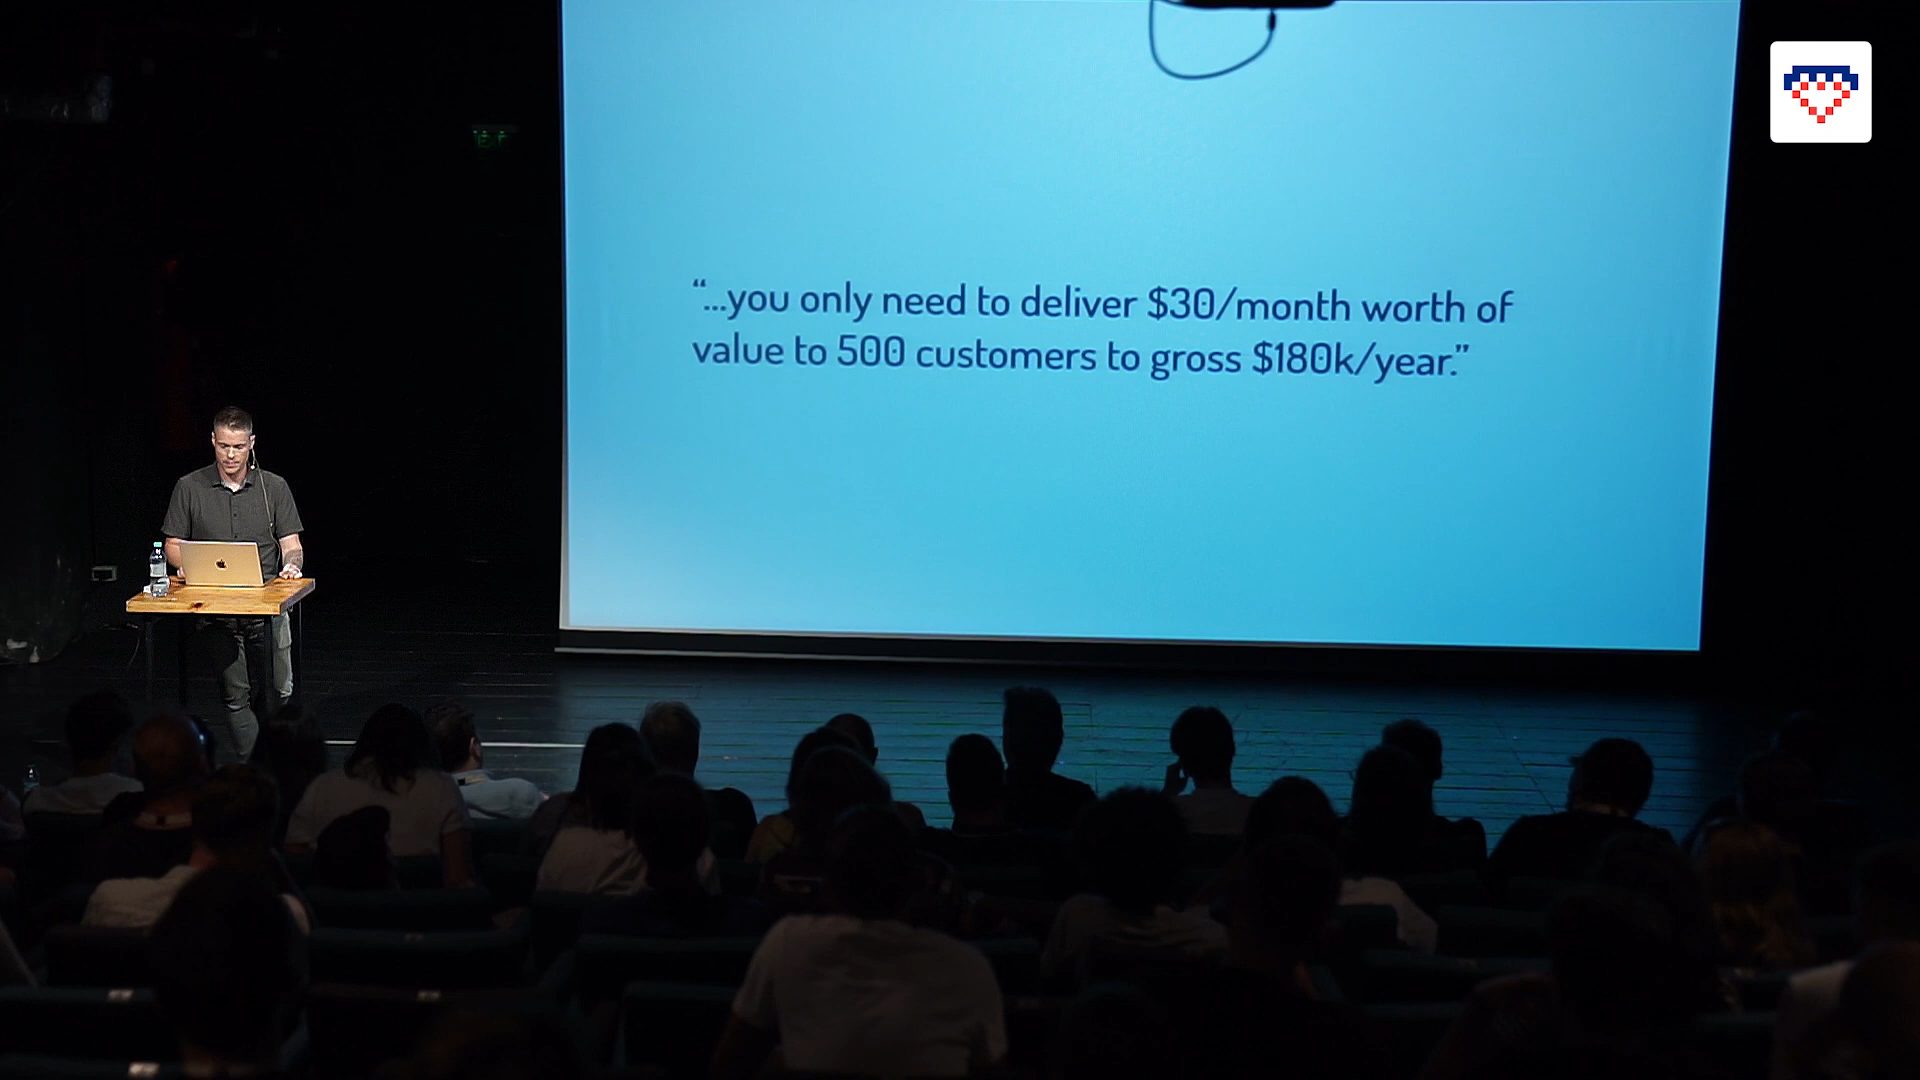 “...you only need to deliver $30/month worth of
value to 500 customers to gross $180k/year.”